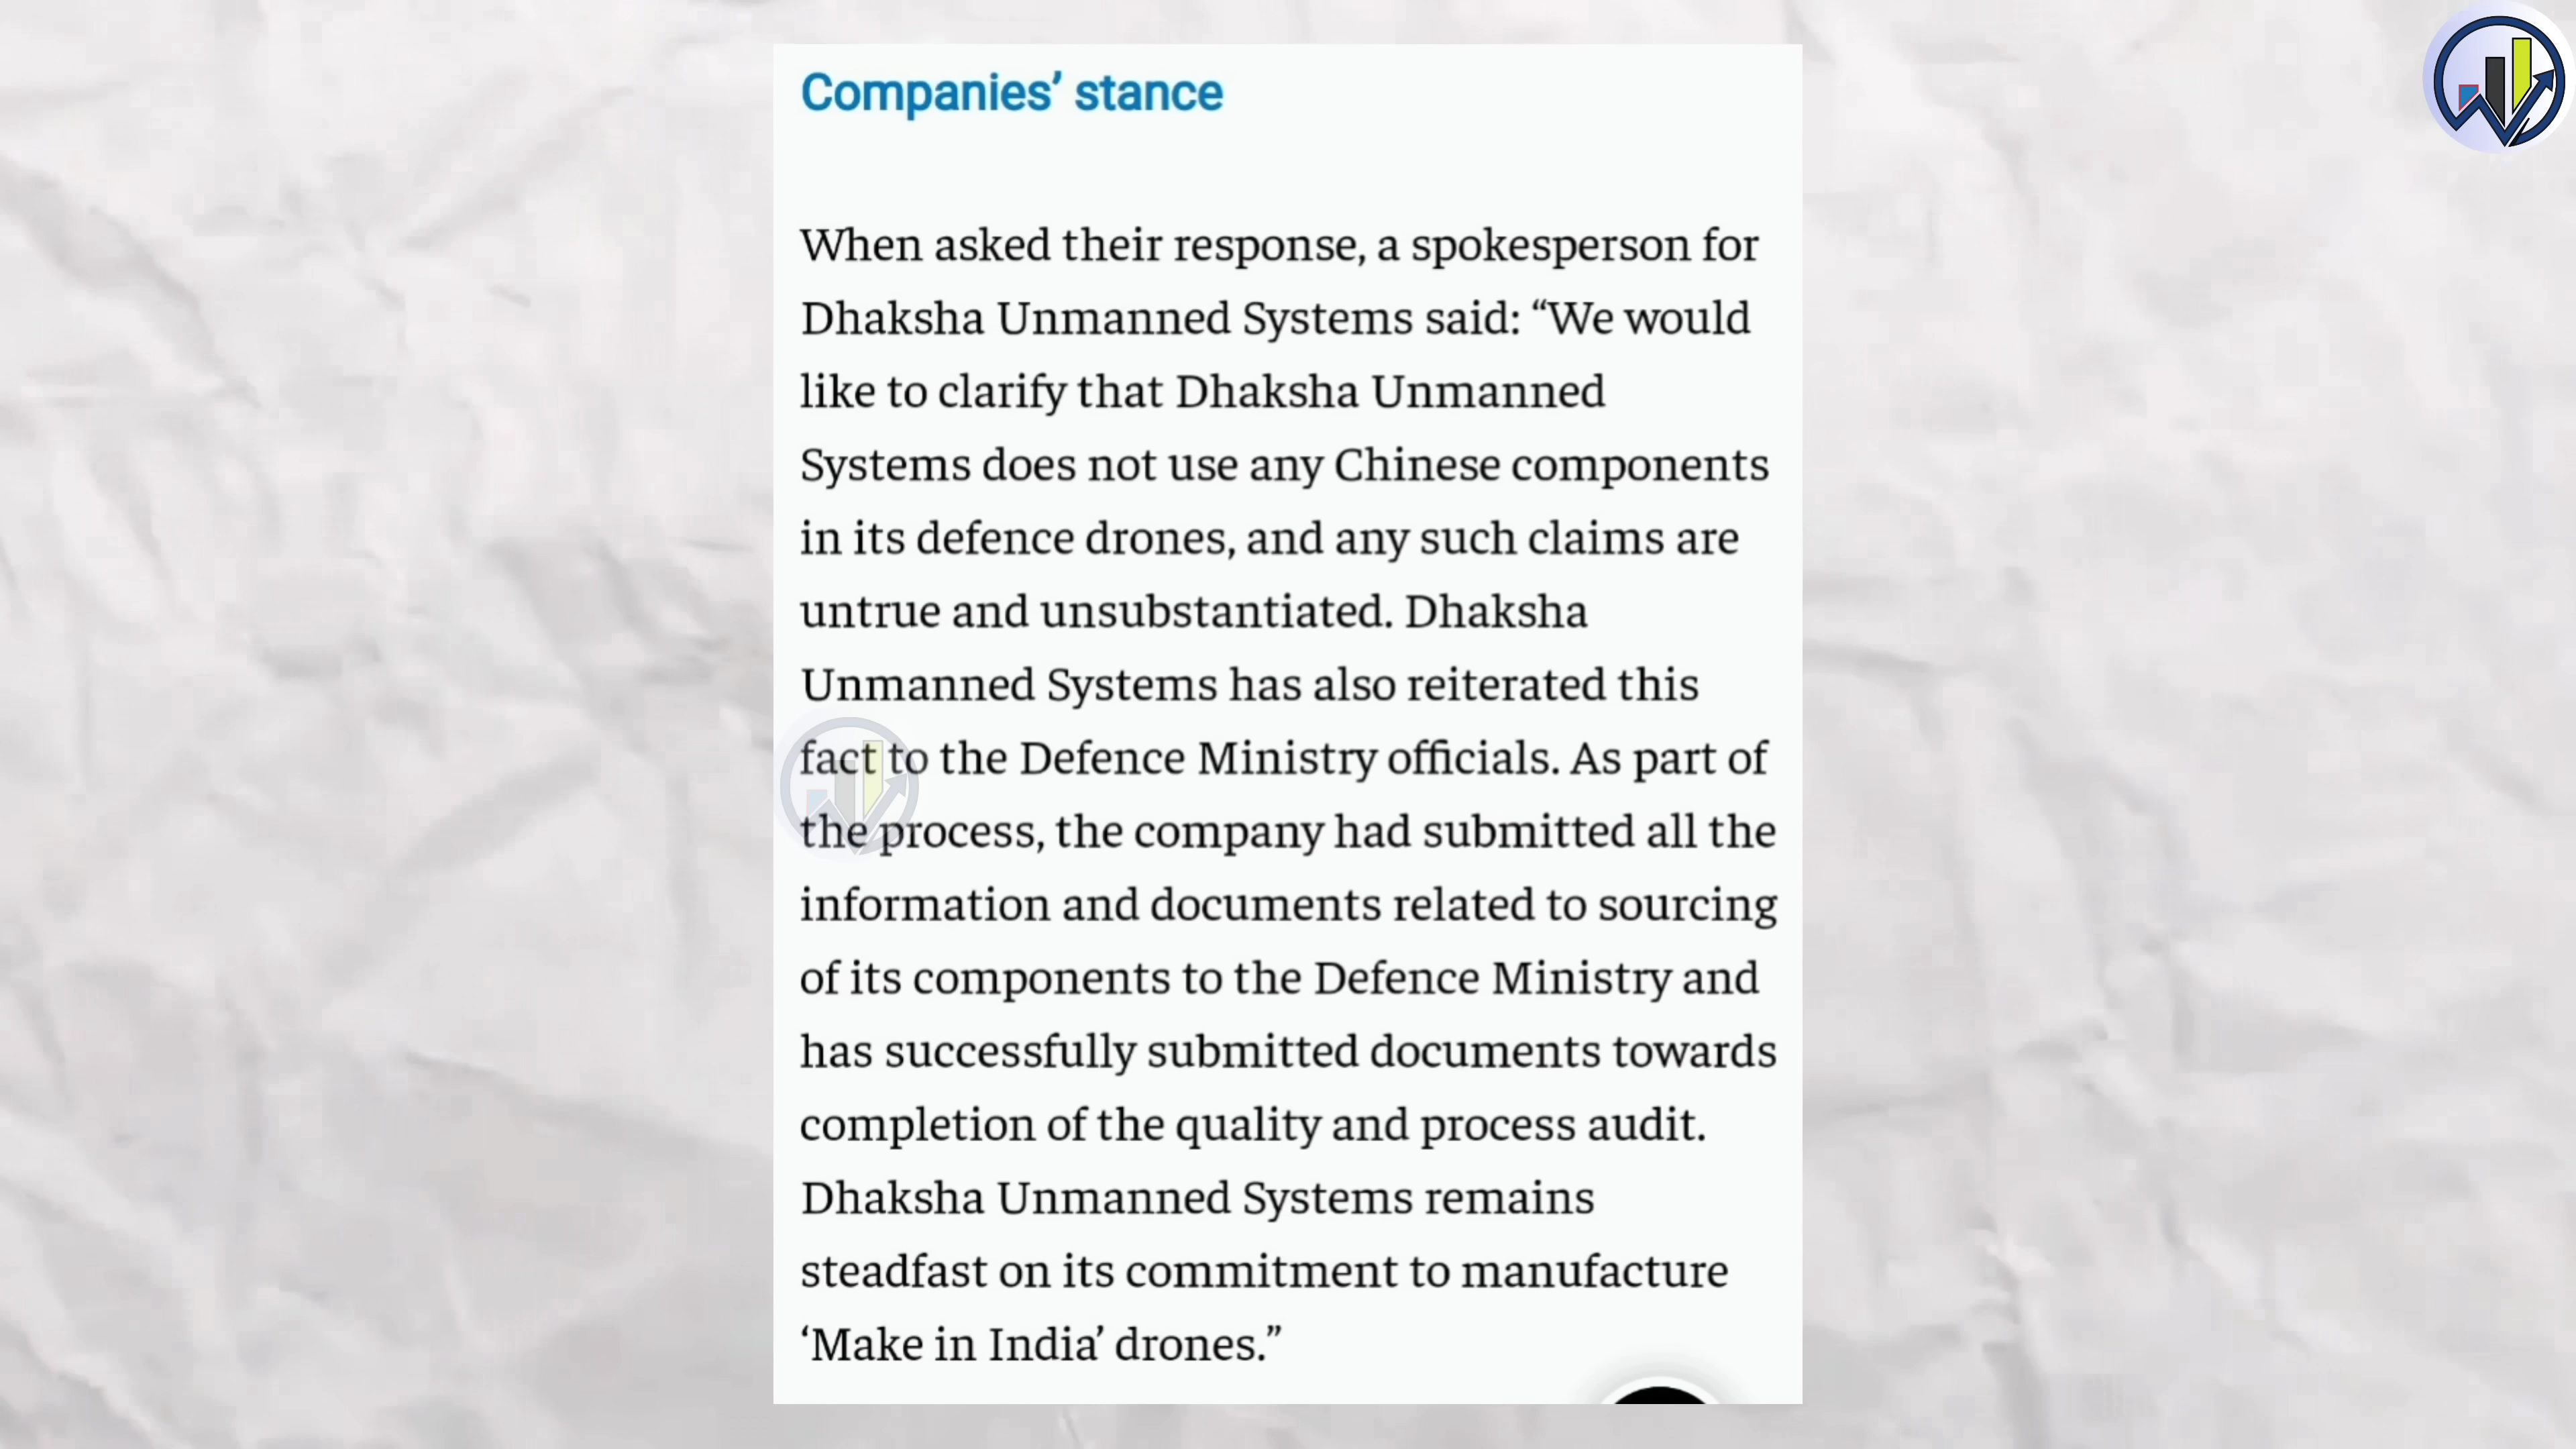 Companies’ stance
When asked their response, a spokesperson for
Dhaksha Unmanned Systems said: “We would
like to clarify that Dhaksha Unmanned
Systems does not use any Chinese components
in its defence drones, and any such claims are
untrue and unsubstantiated. Dhaksha
Unmanned Systems has also reiterated this
fact to the Defence Ministry officials. As part of
the process, the company had submitted all the
information and documents related to sourcing
of its components to the Defence Ministry and
has successfully submitted documents towards
completion of the quality and process audit.
Dhaksha Unmanned Systems remains
steadfast on its commitment to manufacture
‘Make in India’ drones.”